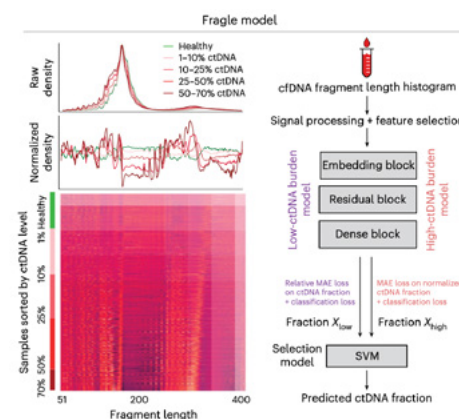 Fragle model
Healthy
1–10% ctDNA
10–25% ctDNA
25–50% ctDNA
50–70% ctDNA
Raw
density
Normalized
density
Samples sorted by ctDNA level
Healthy
1%
10%
25%
50%
70%
51
200
400
Fragment length
cfDNA fragment length histogram
Signal processing + feature selection
Low-ctDNA burden
model
Embedding block
Residual block
Dense block
High-ctDNA burden
model
Relative MAE loss
on ctDNA fraction
+ classification loss
MAE loss on normalized
ctDNA fraction
+ classification loss
Fraction Xlow
Fraction Xhigh
Selection
model
SVM
Predicted ctDNA fraction